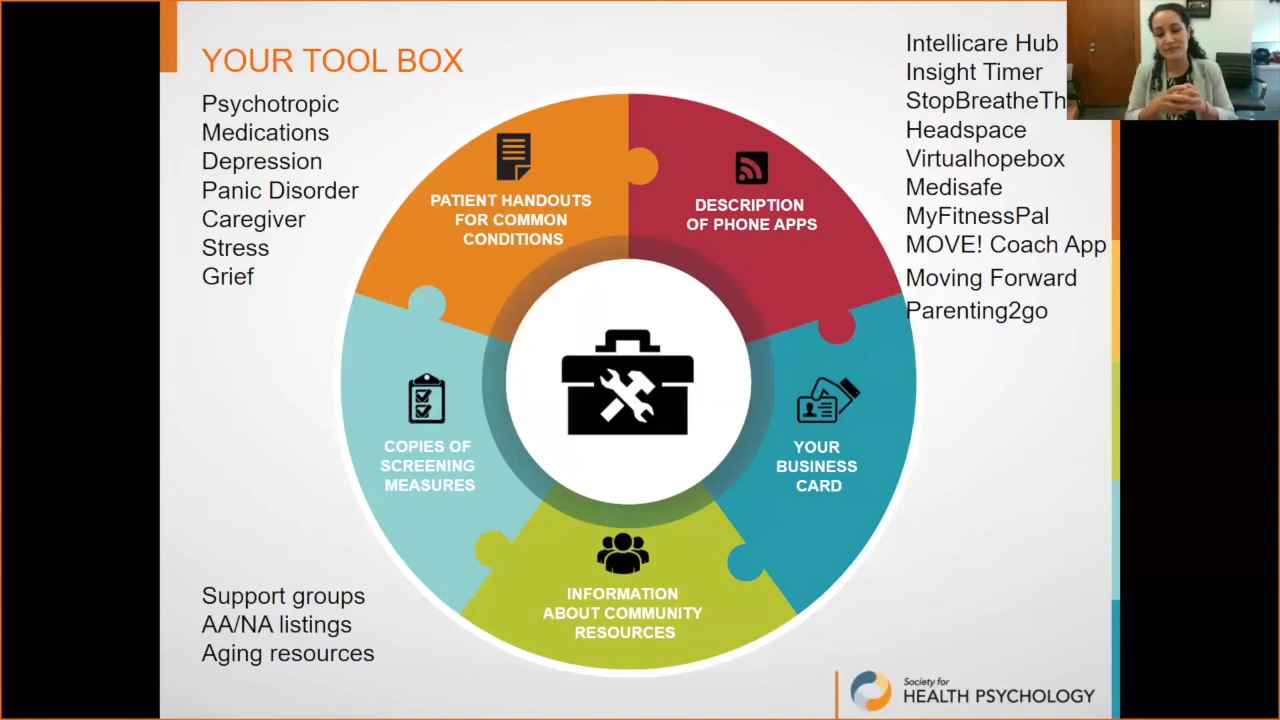 YOUR TOOL BOX
Psychotropic
Medications
Depression
Panic Disorder
Caregiver
Stress
Grief
PATIENT HANDOUTS
FOR COMMON
CONDITIONS
DESCRIPTION
OF PHONE APPS
Intellicare Hub
Insight Timer
StopBreatheTh
Headspace
Virtualhopebox
Medisafe
MyFitnessPal
MOVE! Coach App
Moving Forward
Parenting2go
COPIES OF
SCREENING
MEASURES
YOUR
BUSINESS
CARD
INFORMATION
ABOUT COMMUNITY
RESOURCES
Support groups
AA/NA listings
Aging resources
Society for
HEALTH PSYCHOLOGY